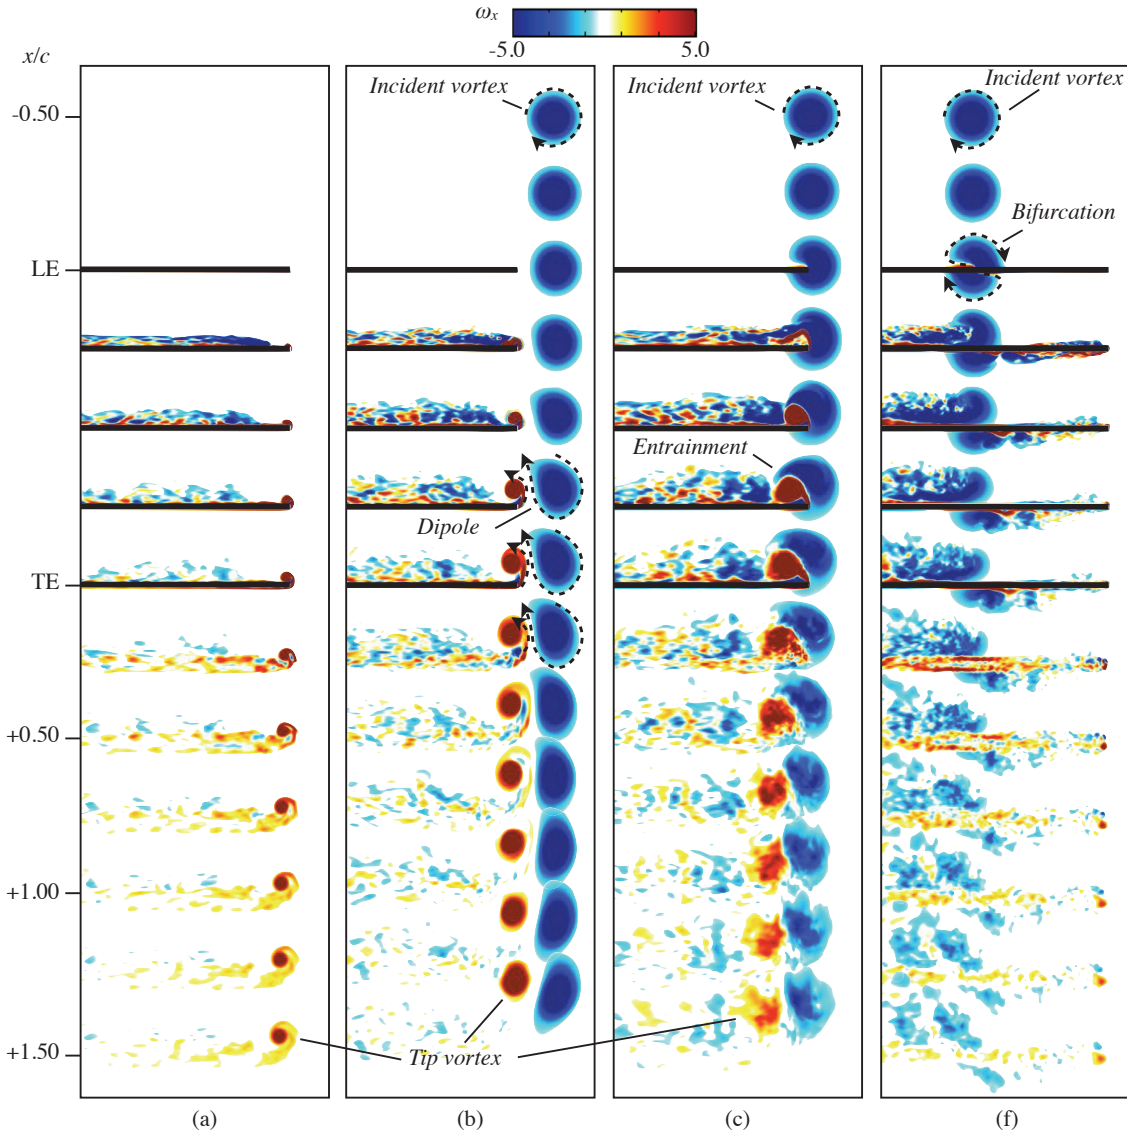 ωx
-5.0 5.0
x/c
-0.50
LE
TE
+0.50
+1.00
+1.50
Incident vortex
Dipole
Incident vortex
Entrainment
Incident vortex
Bifurcation
Tip vortex
(a)
(b)
(c)
(f)